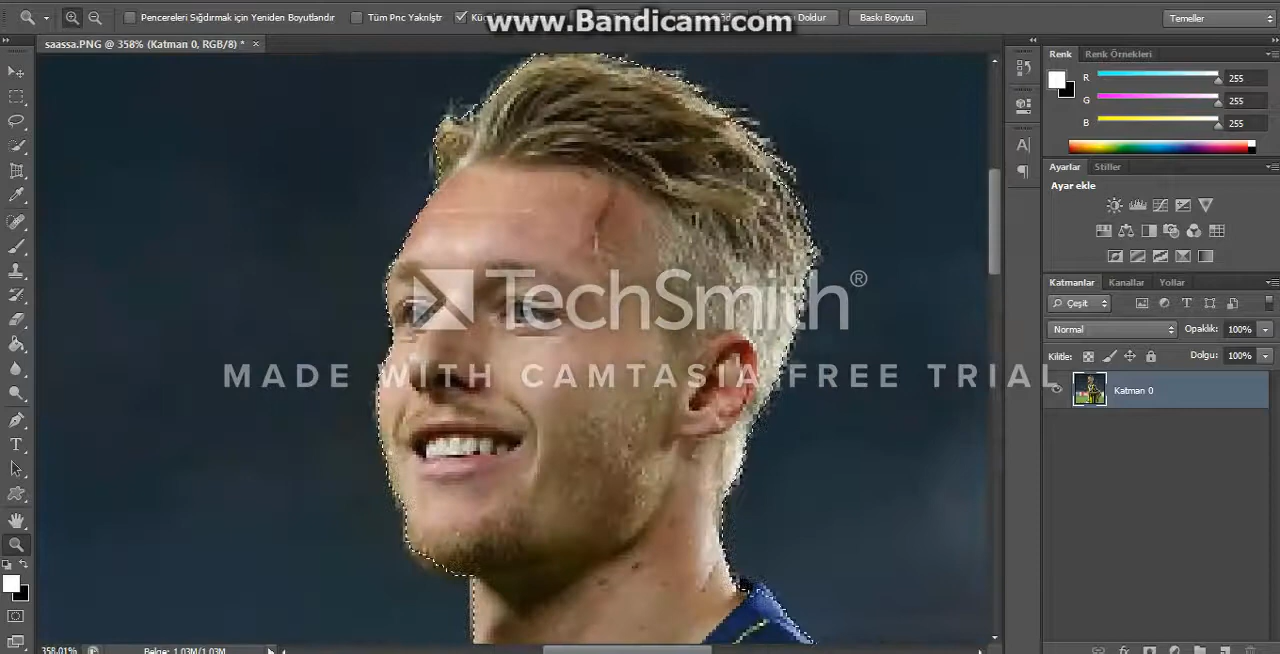 Pencereleri Sığdırmak için Yeniden Boyutlandır
Tüm Pnc Yaknlştr
www.Bandicam.com
Doldur
Baskı Boyutu
Temeller
saassa.PNG @ 358% (Katman 0, RGB/8) *
Renk
Renk Örnekleri
R 255
G 255
B 255
Ayarlar
Stiller
Ayar ekle
TechSmith®
MADE WITH CAMTASIA FREE TRIAL
Katmanlar
Kanallar
Yollar
Çeşit
Normal
Opaklık: 100%
Kilitle:
Dolgu: 100%
Katman 0
358.01%
Belge: 1.03M/1.03M